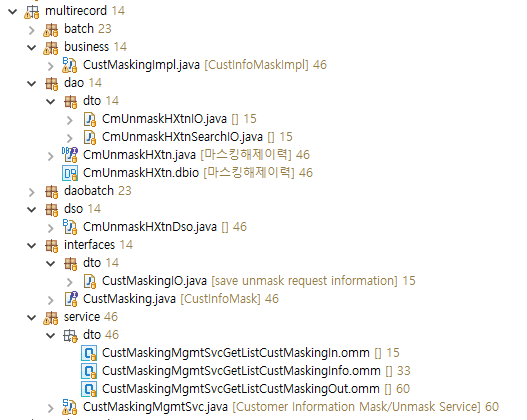 multirecord 14
batch 23
business 14
CustMaskingImpl.java [CustInfoMaskImpl] 46
dao 14
dto 14
CmUnmaskHXtnIO.java [] 15
CmUnmaskHXtnSearchIO.java [] 15
CmUnmaskHXtn.java [마스킹해제이력] 46
CmUnmaskHXtn.dbio [마스킹해제이력] 46
daobatch 23
dso 14
CmUnmaskHXtnDso.java [] 46
interfaces 14
dto 14
CustMaskingIO.java [save unmask request information] 15
CustMasking.java [CustInfoMask] 46
service 46
dto 46
CustMaskingMgmtSvcGetListCustMaskingIn.omm [] 15
CustMaskingMgmtSvcGetListCustMaskingInfo.omm [] 33
CustMaskingMgmtSvcGetListCustMaskingOut.omm [] 60
CustMaskingMgmtSvc.java [Customer Information Mask/Unmask Service] 60